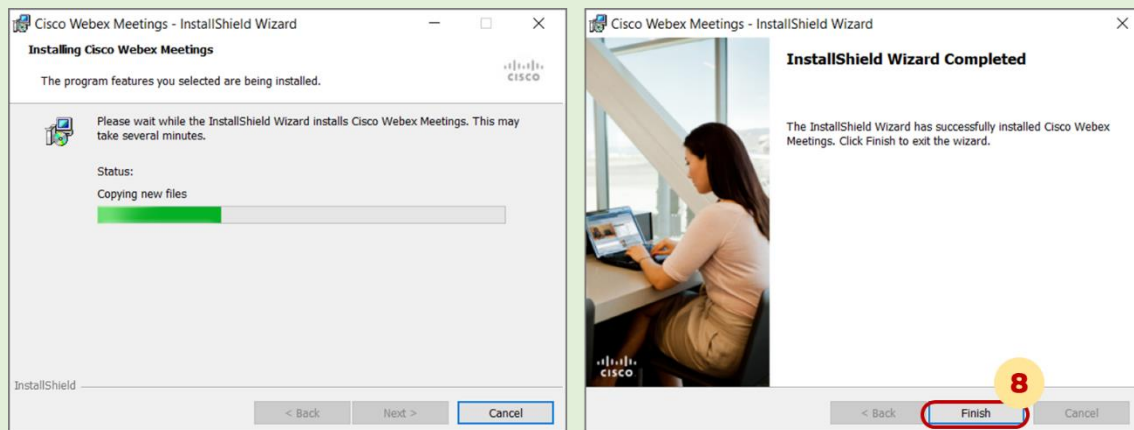 Cisco Webex Meetings - InstallShield Wizard
Installing Cisco Webex Meetings
The program features you selected are being installed.
CISCO
Please wait while the InstallShield Wizard installs Cisco Webex Meetings. This may
take several minutes.
Status:
Copying new files
InstallShield
< Back
Next >
Cancel
Cisco Webex Meetings - InstallShield Wizard
InstallShield Wizard Completed
The InstallShield Wizard has successfully installed Cisco Webex
Meetings. Click Finish to exit the wizard.
CISCO
8
< Back
Finish
Cancel